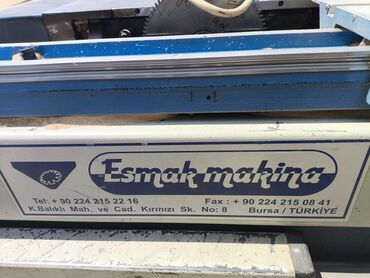 Esmak makina
Tel: + 90 224 215 22 16 Fax : + 90 224 215 08 41
K.Balıklı Mah. ve Cad. Kırmızı Sk. No: 8 Bursa / TÜRKİYE